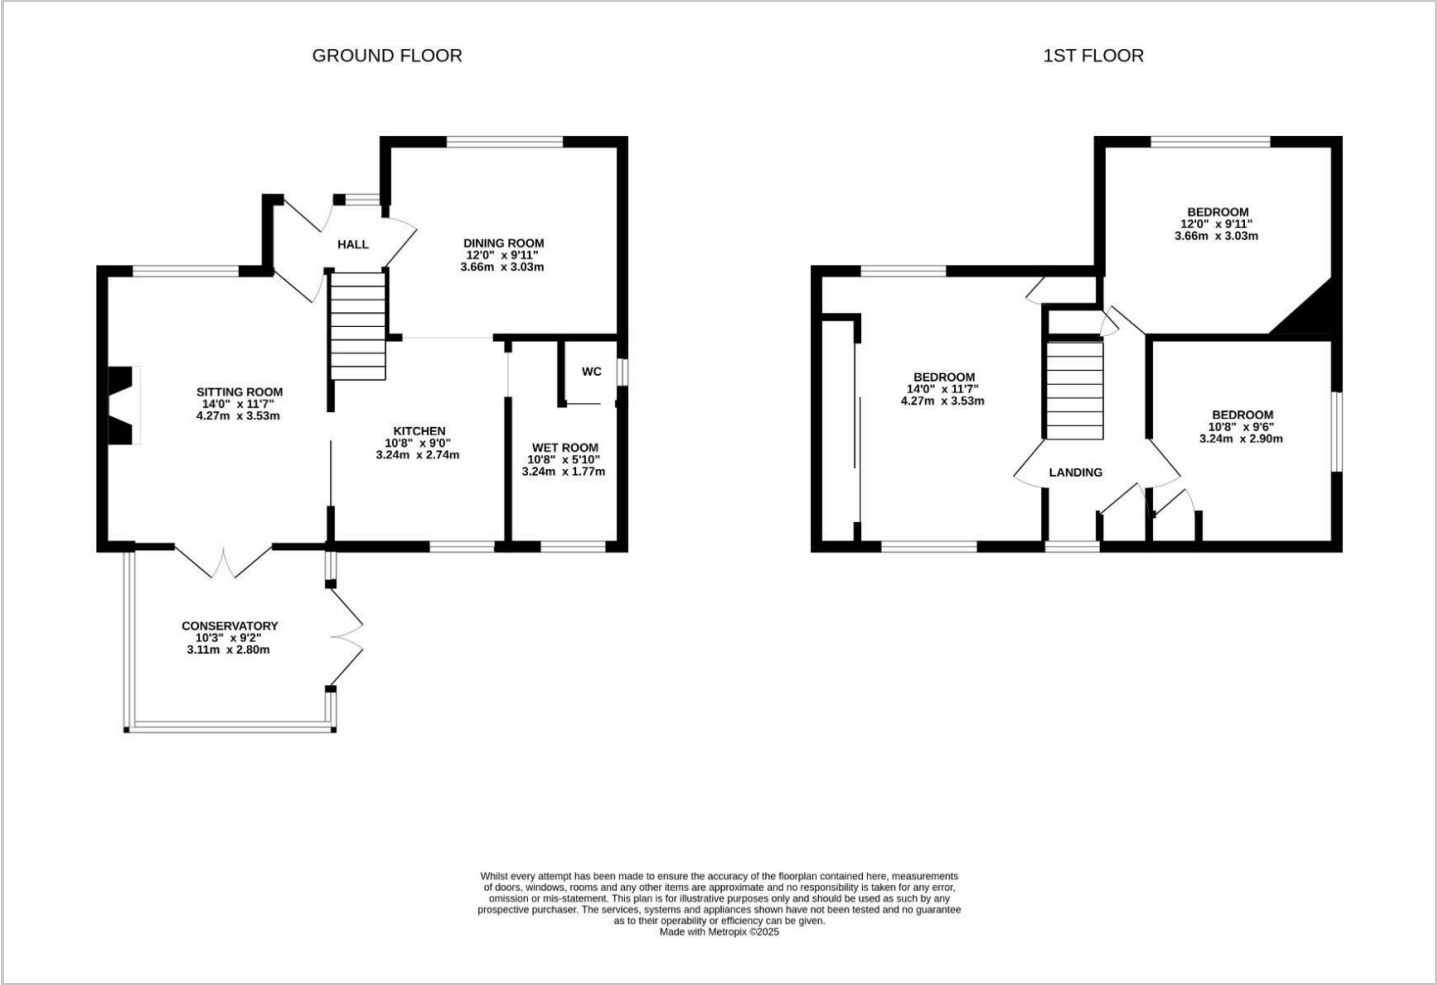 GROUND FLOOR
1ST FLOOR
HALL
DINING ROOM
12'0" x 9'11"
3.66m x 3.03m
SITTING ROOM
14'0" x 11'7"
4.27m x 3.53m
KITCHEN
10'8" x 9'0"
3.24m x 2.74m
WC
WET ROOM
10'8" x 5'10"
3.24m x 1.77m
CONSERVATORY
10'3" x 9'2"
3.11m x 2.80m
BEDROOM
12'0" x 9'11"
3.66m x 3.03m
BEDROOM
14'0" x 11'7"
4.27m x 3.53m
BEDROOM
10'8" x 9'6"
3.24m x 2.90m
LANDING
Whilst every attempt has been made to ensure the accuracy of the floorplan contained here, measurements
of doors, windows, rooms and any other items are approximate and no responsibility is taken for any error,
omission or mis-statement. This plan is for illustrative purposes only and should be used as such by any
prospective purchaser. The services, systems and appliances shown have not been tested and no guarantee
as to their operability or efficiency can be given.
Made with Metropix ©2025